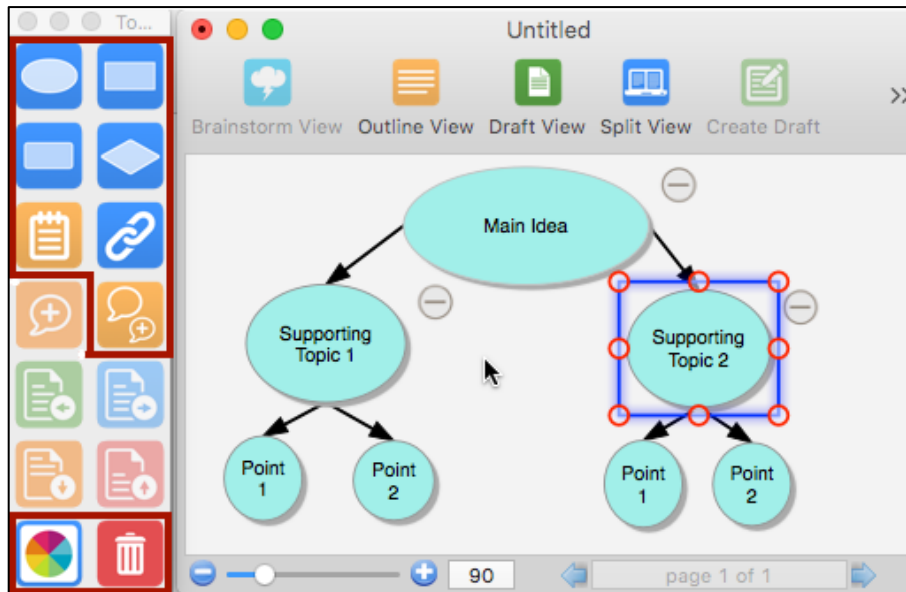 To...
Untitled
Brainstorm View Outline View Draft View Split View Create Draft
Main Idea
Supporting
Topic 1
Supporting
Topic 2
Point
1
Point
2
Point
1
Point
2
90
page 1 of 1